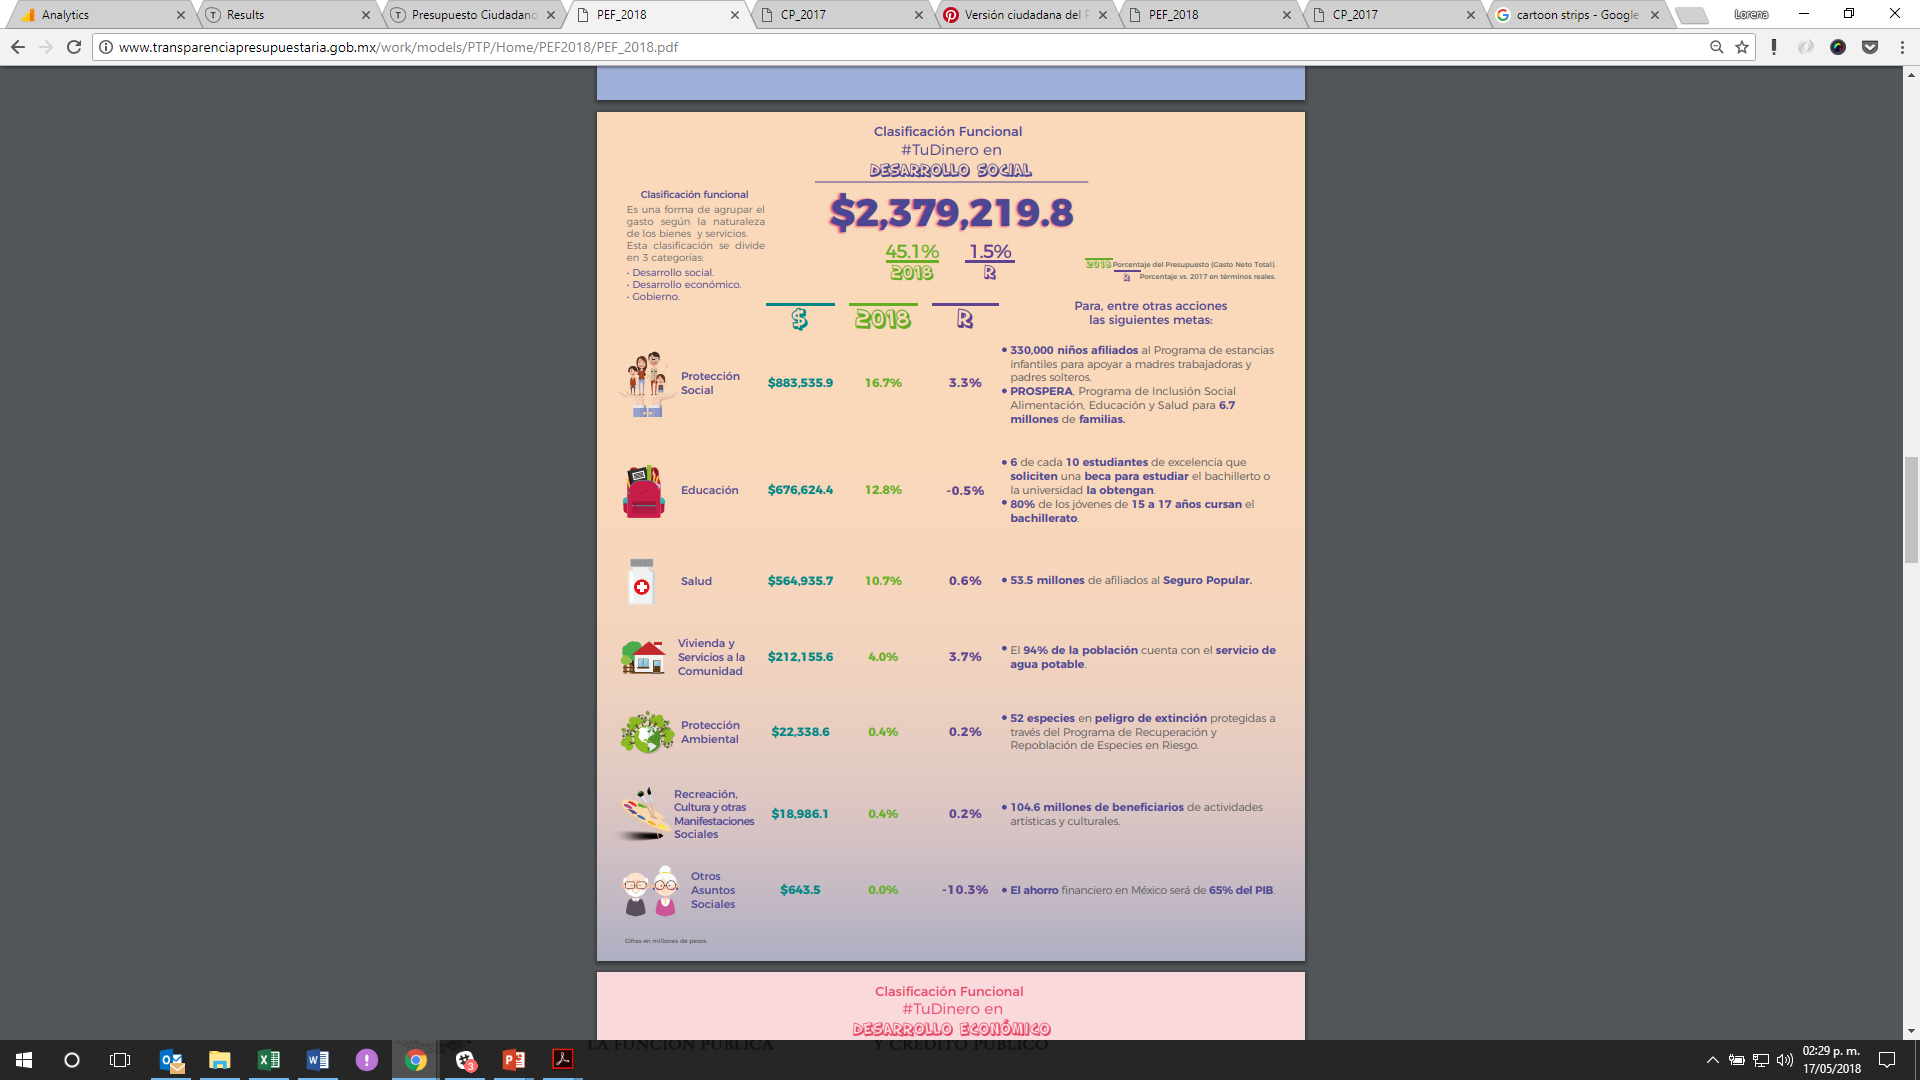 Analytics
Results
Presupuesto Ciudadano
PEF_2018
CP_2017
Versión ciudadana del P
PEF_2018
CP_2017
cartoon strips - Google
Lorena
www.transparenciapresupuestaria.gob.mx/work/models/PTP/Home/PEF2018/PEF_2018.pdf
Clasificación Funcional
#TuDinero en
DESARROLLO SOCIAL
$2,379,219.8
45.1% 1.5%
2018 R
Clasificación funcional
Es una forma de agrupar el
gasto según la naturaleza
de los bienes y servicios.
Esta clasificación se divide
en 3 categorías:
· Desarrollo social.
· Desarrollo económico.
· Gobierno.
2018 Porcentaje del Presupuesto (Gasto Neto Total).
R Porcentaje vs. 2017 en términos reales.
$ 2018 R
Para, entre otras acciones
las siguientes metas:
Protección
Social
$883,535.9 16.7% 3.3%
• 330,000 niños afiliados al Programa de estancias
infantiles para apoyar a madres trabajadoras y
padres solteros.
• PROSPERA, Programa de Inclusión Social
Alimentación, Educación y Salud para 6.7
millones de familias.
Educación $676,624.4 12.8% -0.5%
• 6 de cada 10 estudiantes de excelencia que
soliciten una beca para estudiar el bachillerto o
la universidad la obtengan.
• 80% de los jóvenes de 15 a 17 años cursan el
bachillerato.
Salud $564,935.7 10.7% 0.6%
• 53.5 millones de afiliados al Seguro Popular.
Vivienda y
Servicios a la
Comunidad
$212,155.6 4.0% 3.7%
• El 94% de la población cuenta con el servicio de
agua potable.
Protección
Ambiental
$22,338.6 0.4% 0.2%
• 52 especies en peligro de extinción protegidas a
través del Programa de Recuperación y
Repoblación de Especies en Riesgo.
Recreación,
Cultura y otras
Manifestaciones
Sociales
$18,986.1 0.4% 0.2%
• 104.6 millones de beneficiarios de actividades
artísticas y culturales.
Otros
Asuntos
Sociales
$643.5 0.0% -10.3%
• El ahorro financiero en México será de 65% del PIB.
Cifras en millones de pesos.
Clasificación Funcional
#TuDinero en
DESARROLLO ECONÓMICO
LA FUNCIÓN PÚBLICA
Y CRÉDITO PÚBLICO
3
02:29 p. m.
17/05/2018